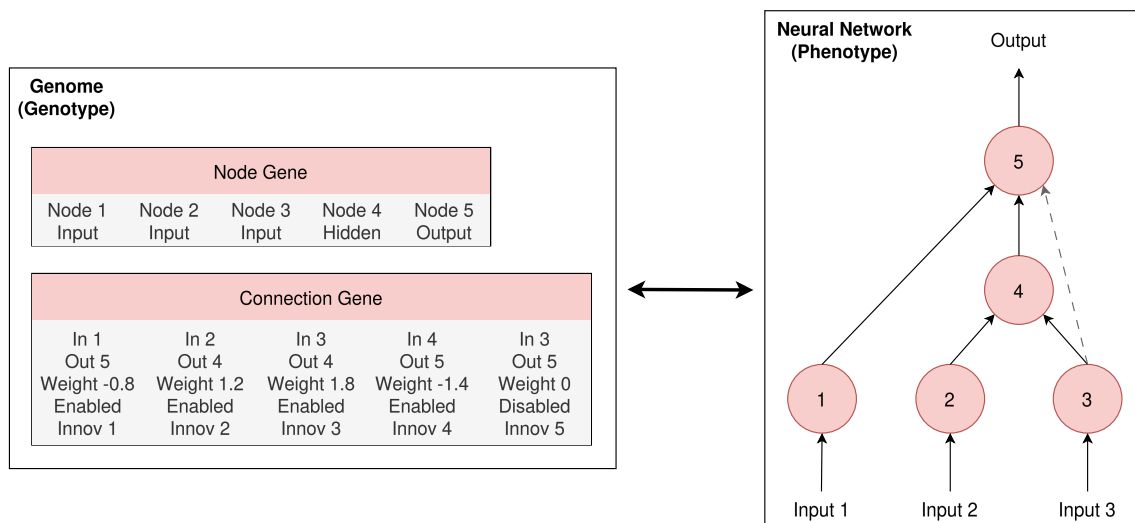 Genome
(Genotype)
Node Gene
Node 1 Node 2 Node 3 Node 4 Node 5
Input Input Input Hidden Output
Connection Gene
In 1 In 2 In 3 In 4 In 3
Out 5 Out 4 Out 4 Out 5 Out 5
Weight -0.8 Weight 1.2 Weight 1.8 Weight -1.4 Weight 0
Enabled Enabled Enabled Enabled Disabled
Innov 1 Innov 2 Innov 3 Innov 4 Innov 5
Neural Network
(Phenotype)
Output
5
4
1 2 3
Input 1 Input 2 Input 3